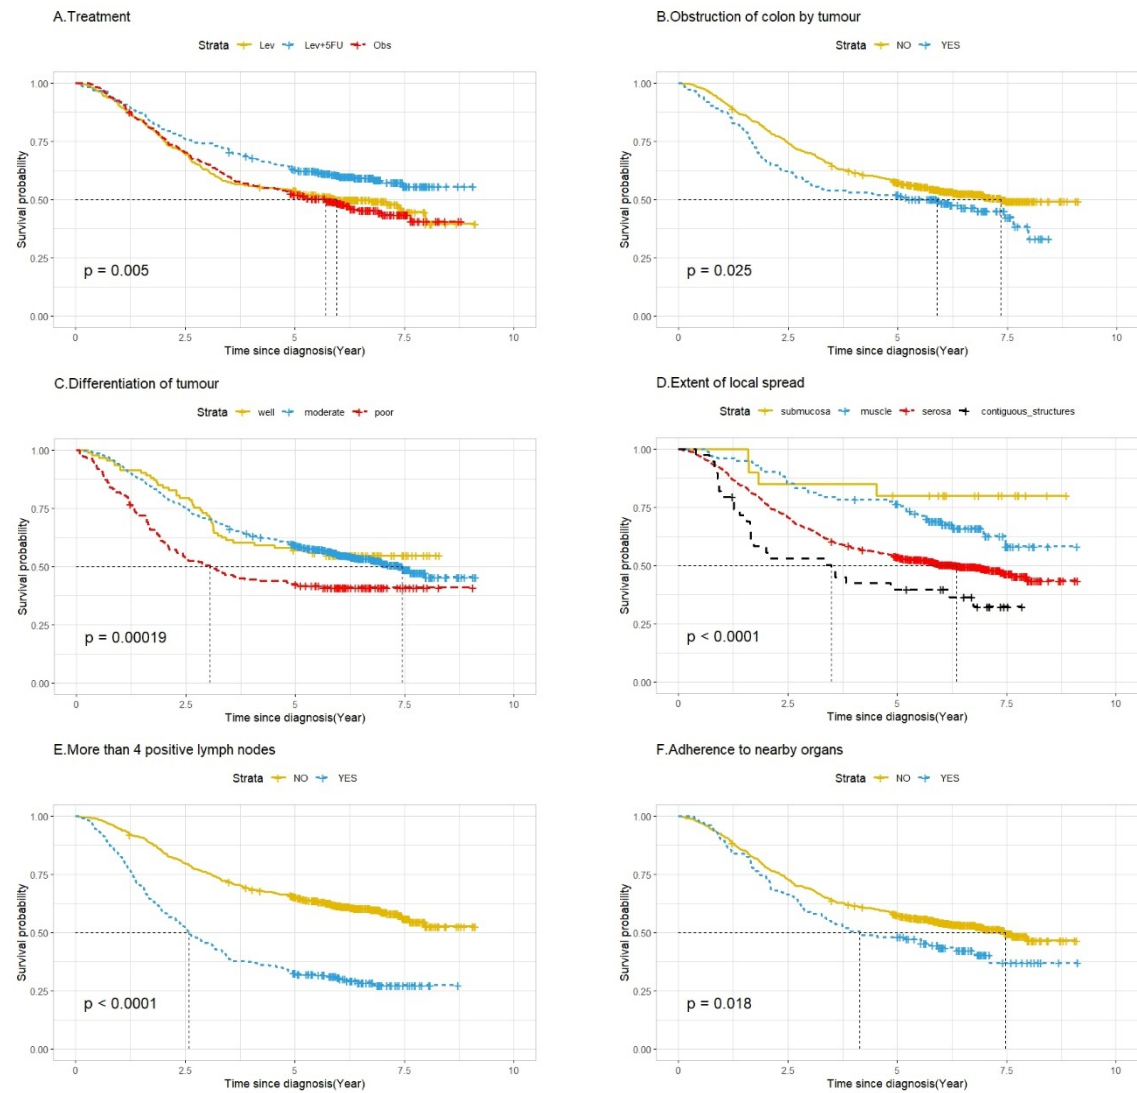 A.Treatment
Strata Lev Lev+5FU Obs
Survival probability
1.00
0.75
0.50
0.25
0.00
p = 0.005
0 2.5 5 7.5 10
Time since diagnosis(Year)
B.Obstruction of colon by tumour
Strata NO YES
Survival probability
1.00
0.75
0.50
0.25
0.00
p = 0.025
0 2.5 5 7.5 10
Time since diagnosis(Year)
C.Differentiation of tumour
Strata well moderate poor
Survival probability
1.00
0.75
0.50
0.25
0.00
p = 0.00019
0 2.5 5 7.5 10
Time since diagnosis(Year)
D.Extent of local spread
Strata submucosa muscle serosa contiguous_structures
Survival probability
1.00
0.75
0.50
0.25
0.00
p < 0.0001
0 2.5 5 7.5 10
Time since diagnosis(Year)
E.More than 4 positive lymph nodes
Strata NO YES
Survival probability
1.00
0.75
0.50
0.25
0.00
p < 0.0001
0 2.5 5 7.5 10
Time since diagnosis(Year)
F.Adherence to nearby organs
Strata NO YES
Survival probability
1.00
0.75
0.50
0.25
0.00
p = 0.018
0 2.5 5 7.5 10
Time since diagnosis(Year)